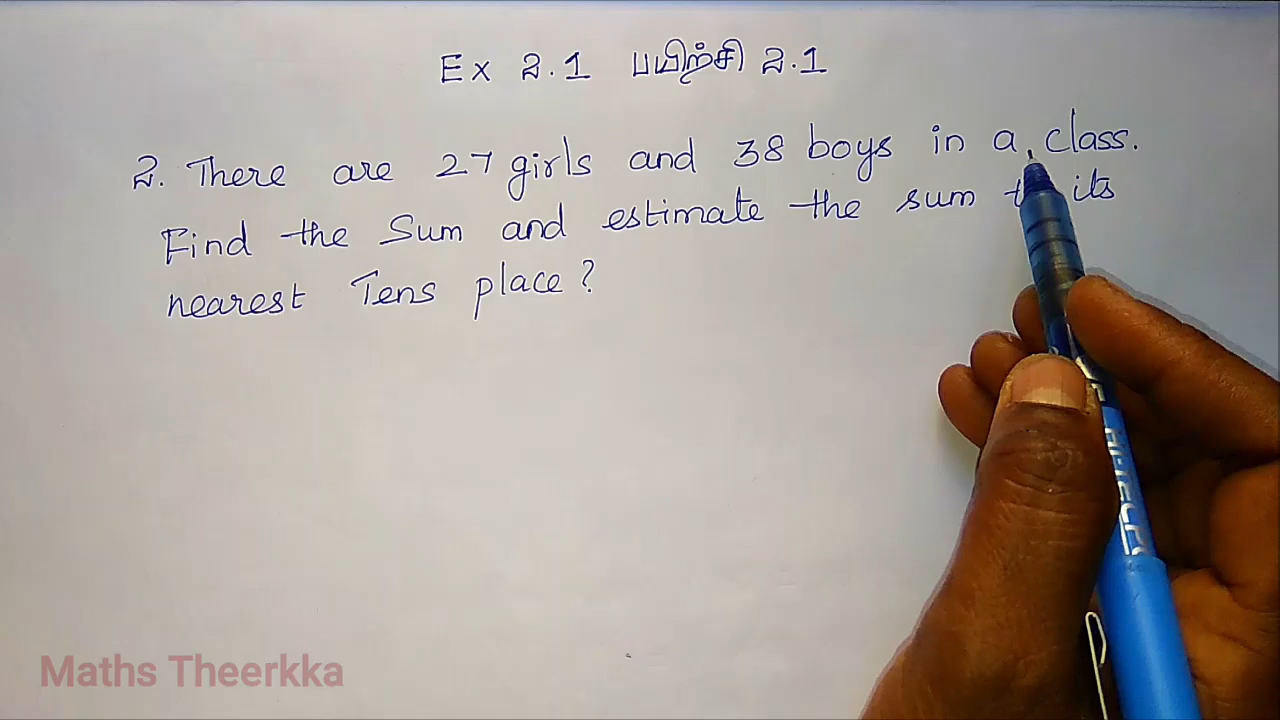 Ex 2.1 பயிற்சி 2.1
2. There are 27 girls and 38 boys in a class.
Find the Sum and estimate the sum its
nearest Tens place?
Maths Theerkka